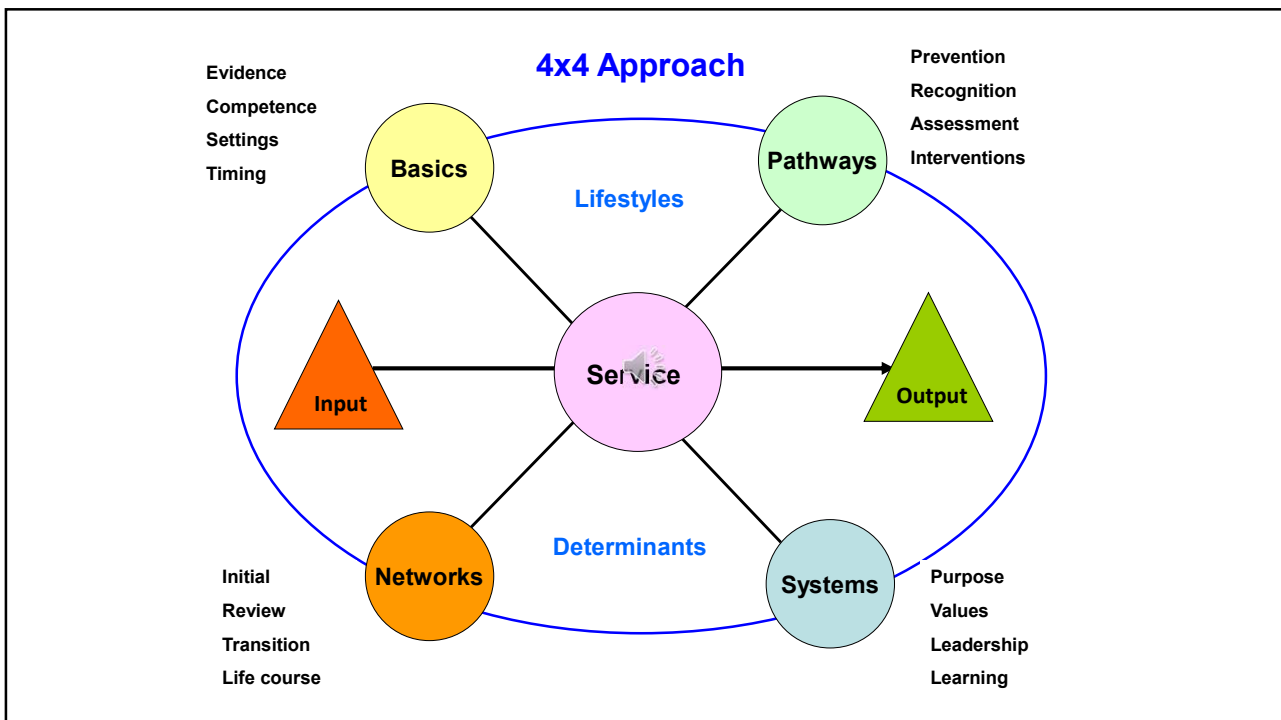 4x4 Approach
Evidence
Competence
Settings
Timing
Basics
Prevention
Recognition
Assessment
Interventions
Pathways
Lifestyles
Input
Service
Output
Determinants
Networks
Initial
Review
Transition
Life course
Systems
Purpose
Values
Leadership
Learning